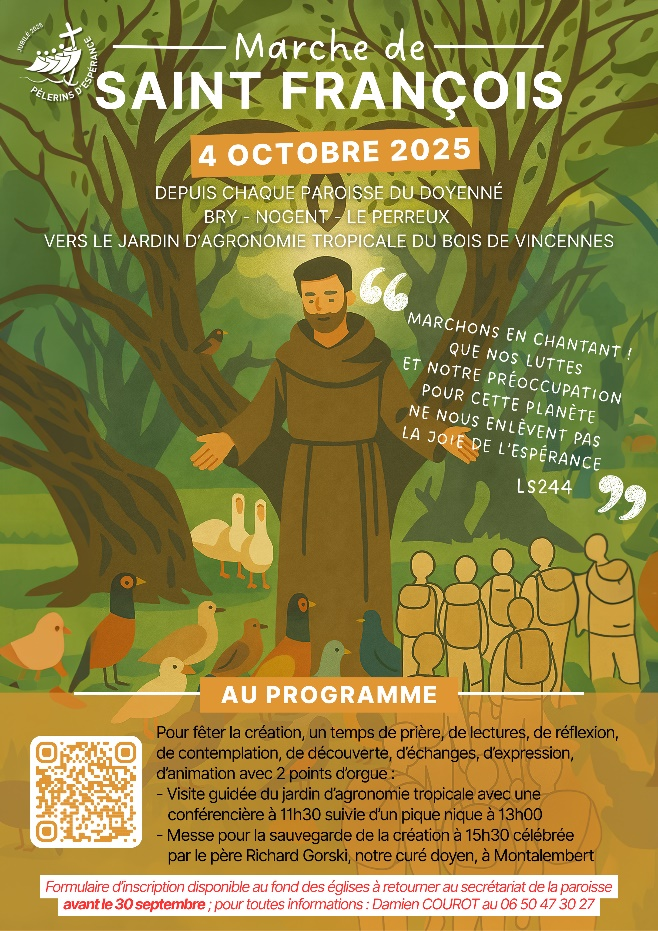 JUBILÉ 2025
PÈLERINS D'ESPÉRANCE
Marche de
SAINT FRANÇOIS
4 OCTOBRE 2025
DEPUIS CHAQUE PAROISSE DU DOYENNÉ
BRY - NOGENT - LE PERREUX
VERS LE JARDIN D'AGRONOMIE TROPICALE DU BOIS DE VINCENNES
“
MARCHONS EN CHANTANT !
QUE NOS LUTTES
ET NOTRE PRÉOCCUPATION
POUR CETTE PLANÈTE
NE NOUS ENLÈVENT PAS
LA JOIE DE L'ESPÉRANCE
LS244
”
AU PROGRAMME
Pour fêter la création, un temps de prière, de lectures, de réflexion,
de contemplation, de découverte, d'échanges, d'expression,
d'animation avec 2 points d'orgue :
- Visite guidée du jardin d'agronomie tropicale avec une
conférencière à 11h30 suivie d'un pique nique à 13h00
- Messe pour la sauvegarde de la création à 15h30 célébrée
par le père Richard Gorski, notre curé doyen, à Montalembert
Formulaire d'inscription disponible au fond des églises à retourner au secrétariat de la paroisse
avant le 30 septembre ; pour toutes informations : Damien COUROT au 06 50 47 30 27